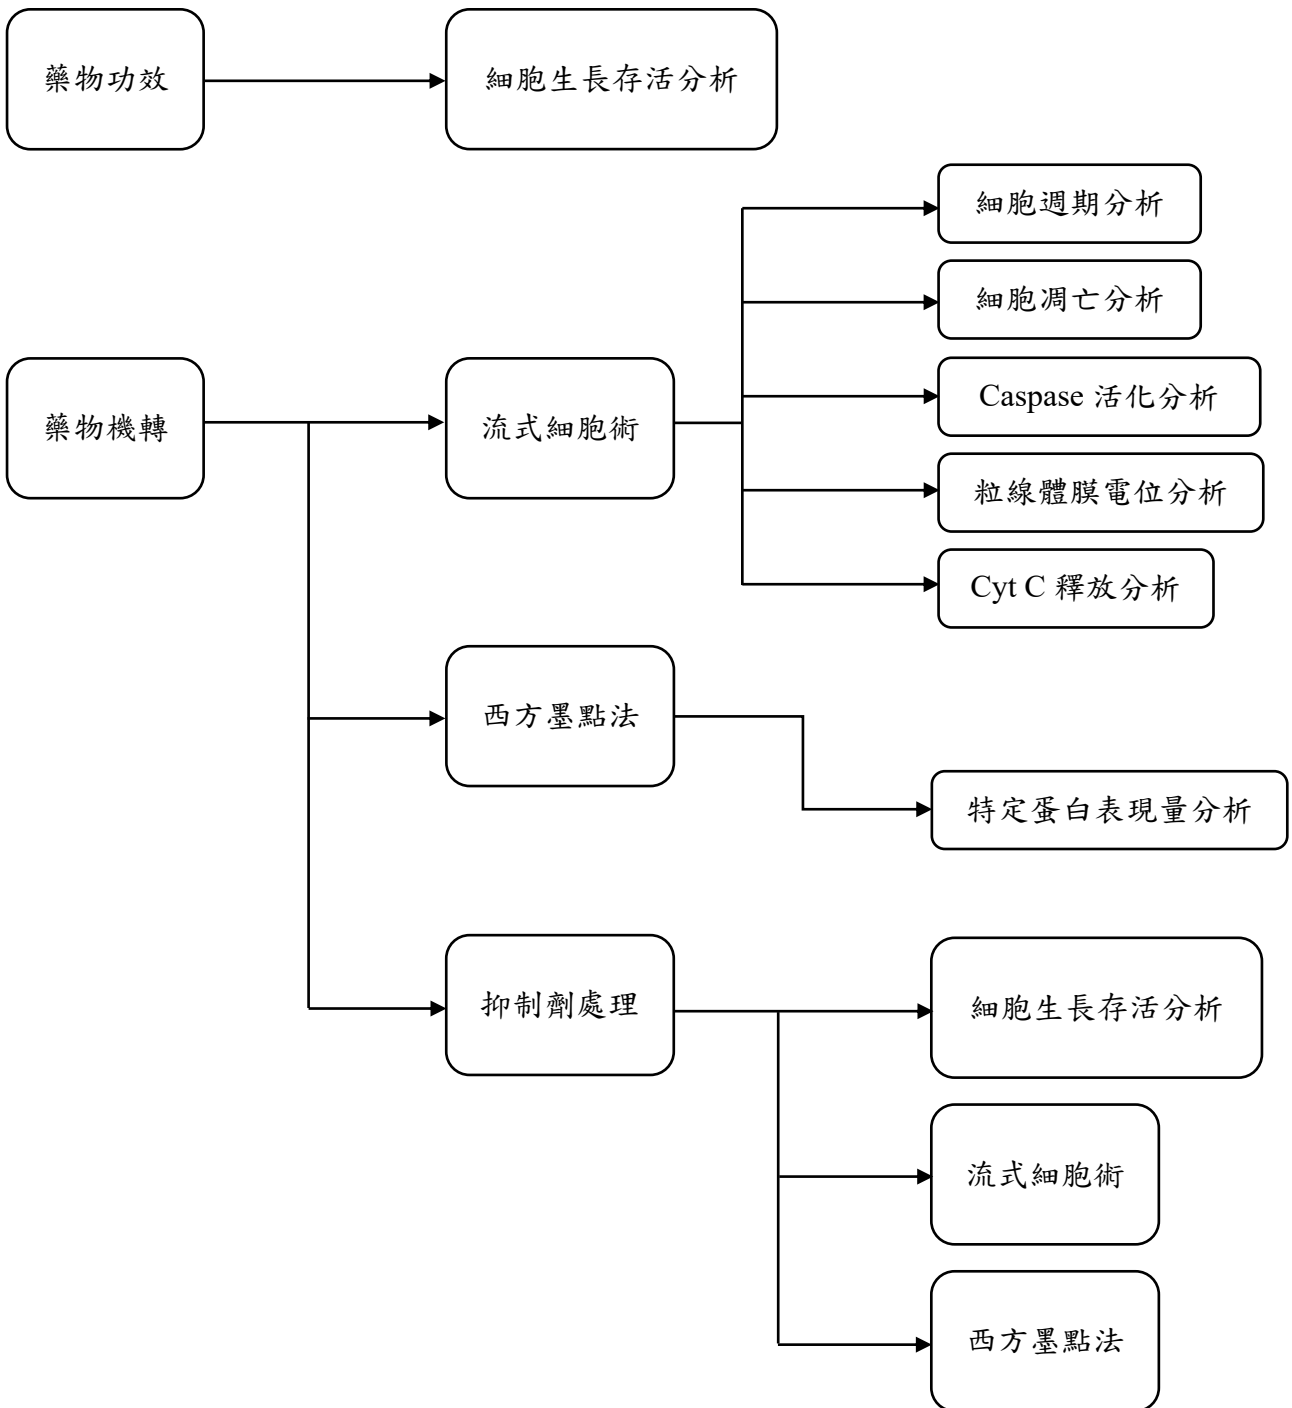 藥物功效
細胞生長存活分析
細胞週期分析
細胞凋亡分析
藥物機轉
流式細胞術
Caspase 活化分析
粒線體膜電位分析
Cyt C 釋放分析
西方墨點法
特定蛋白表現量分析
抑制劑處理
細胞生長存活分析
流式細胞術
西方墨點法